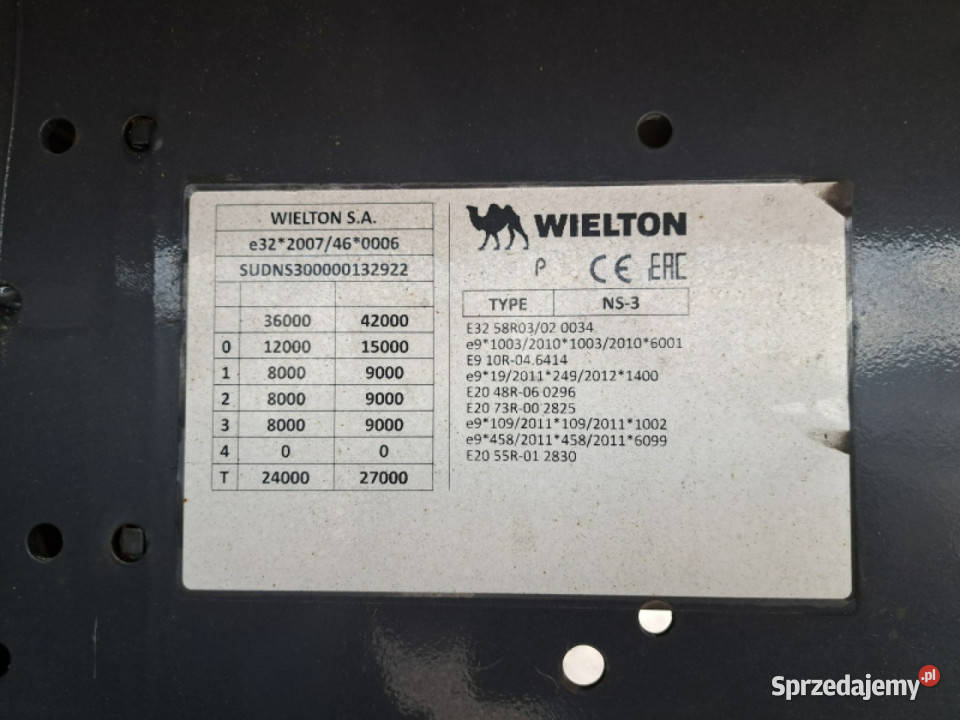 WIELTON S.A.
e32*2007/46*0006
SUDNS300000132922
36000 42000
0 12000 15000
1 8000 9000
2 8000 9000
3 8000 9000
4 0 0
T 24000 27000
WIELTON
P CE EAC
TYPE NS-3
E32 58R03/02 0034
e9*1003/2010*1003/2010*6001
E9 10R-04.6414
e9*19/2011*249/2012*1400
E20 48R-06 0296
E20 73R-00 2825
e9*109/2011*109/2011*1002
e9*458/2011*458/2011*6099
E20 55R-01 2830
Sprzedajemy.pl